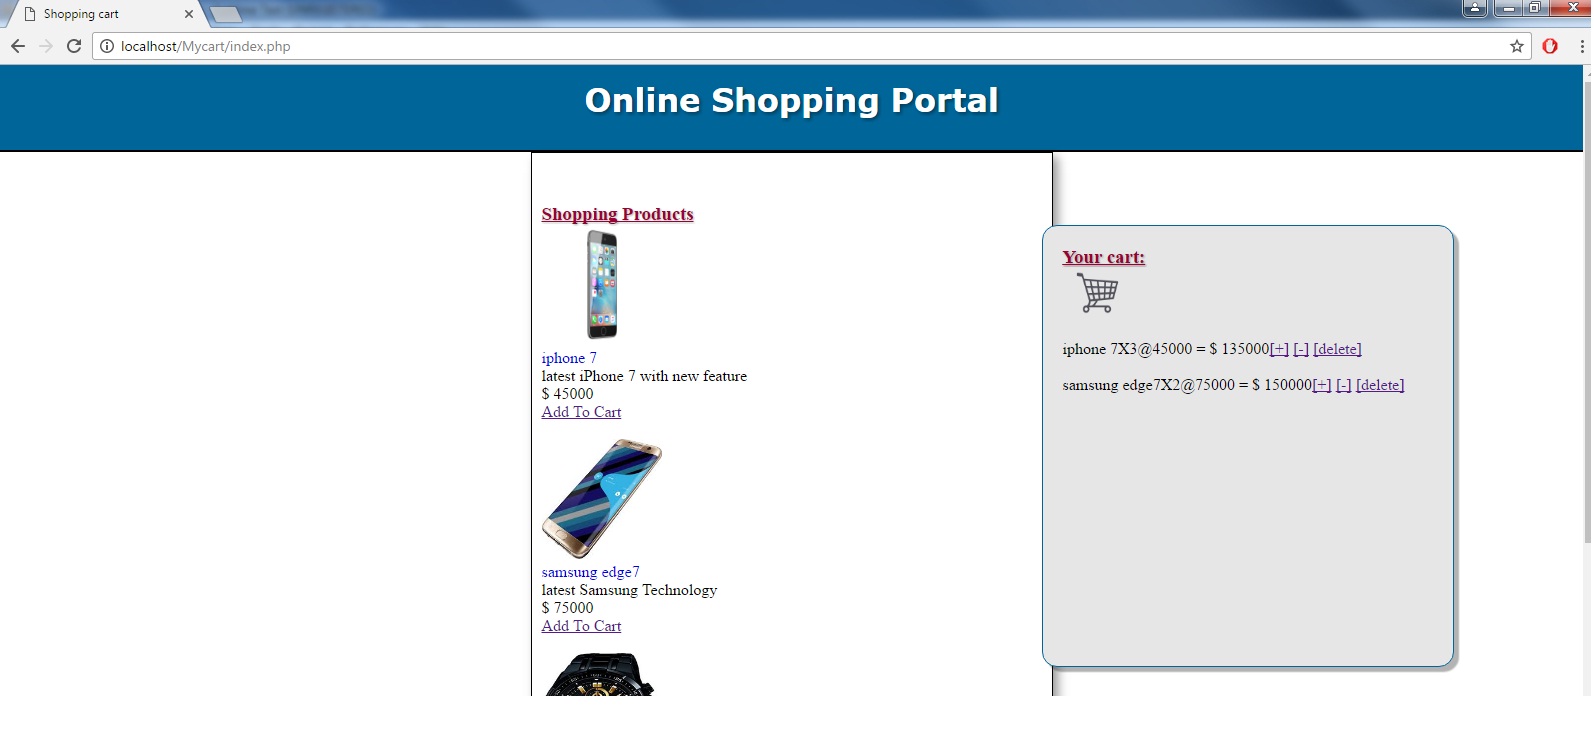 Shopping cart
localhost/Mycart/index.php
Online Shopping Portal
Shopping Products
iphone 7
latest iPhone 7 with new feature
$ 45000
Add To Cart
samsung edge7
latest Samsung Technology
$ 75000
Add To Cart
Your cart:
iphone 7X3@45000 = $ 135000[+] [-] [delete]
samsung edge7X2@75000 = $ 150000[+] [-] [delete]